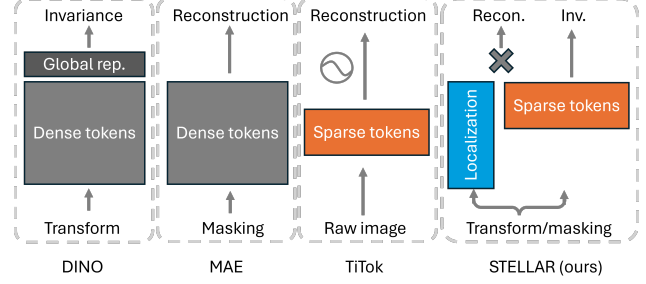 Invariance
Global rep.
Dense tokens
Transform
DINO
Reconstruction
Dense tokens
Masking
MAE
Reconstruction
Sparse tokens
Raw image
TiTok
Recon.
Inv.
Localization
Sparse tokens
Transform/masking
STELLAR (ours)